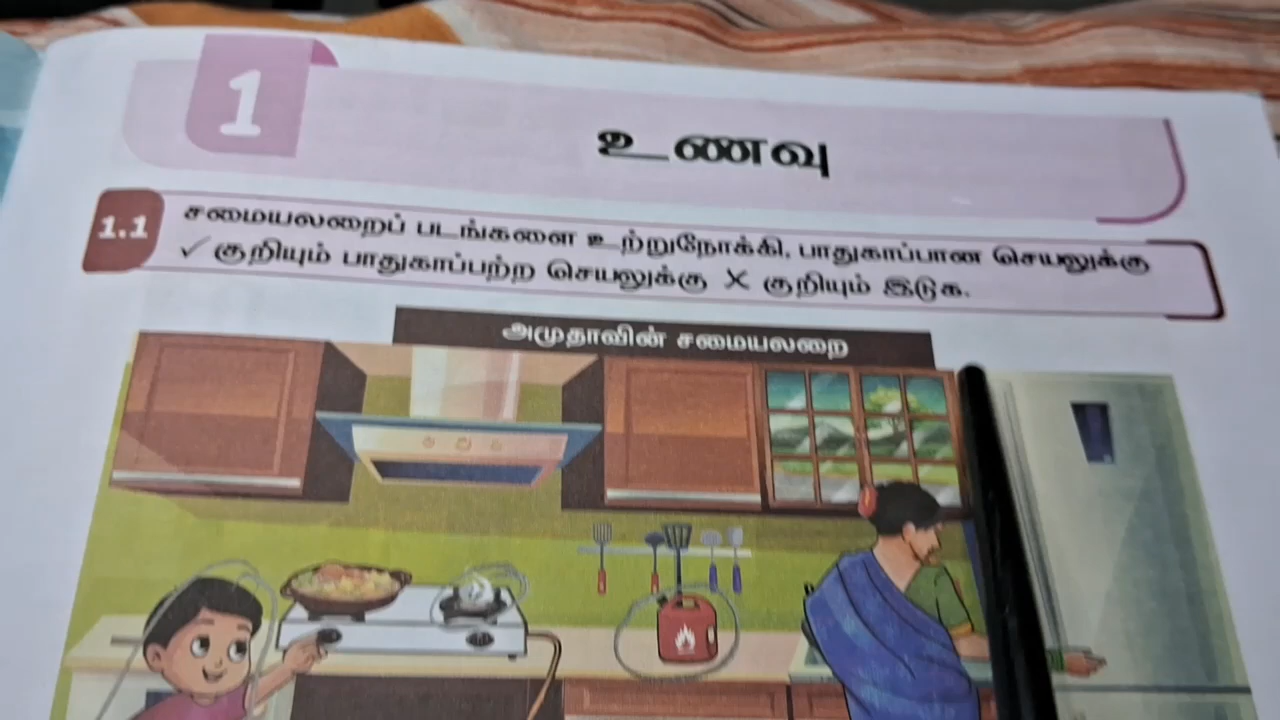 1
உணவு
1.1
சமையலறைப் படங்களை உற்றுநோக்கி, பாதுகாப்பான செயலுக்கு
✓ குறியும் பாதுகாப்பற்ற செயலுக்கு ✗ குறியும் இடுக.
அமுதாவின் சமையலறை